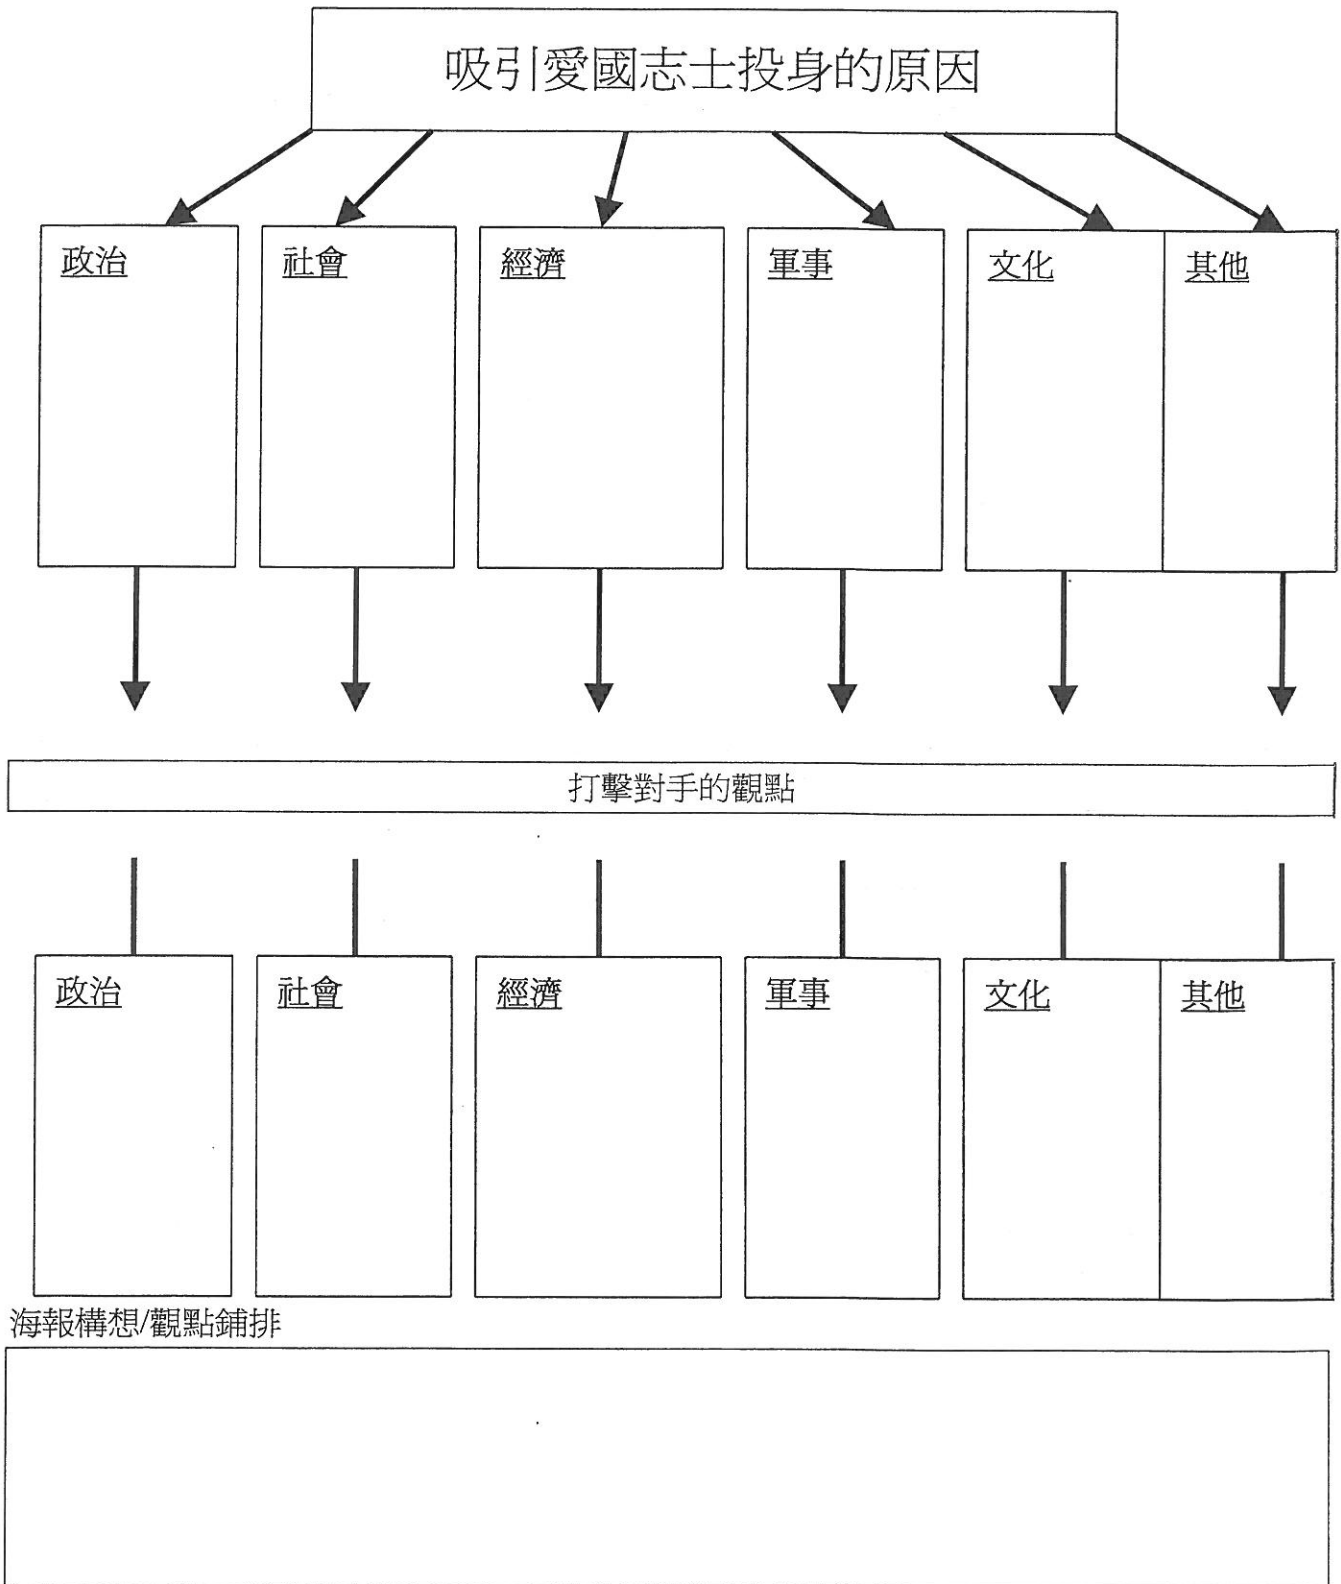 吸引愛國志士投身的原因
政治
社會
經濟
軍事
文化
其他
打擊對手的觀點
政治
社會
經濟
軍事
文化
其他
海報構想/觀點鋪排